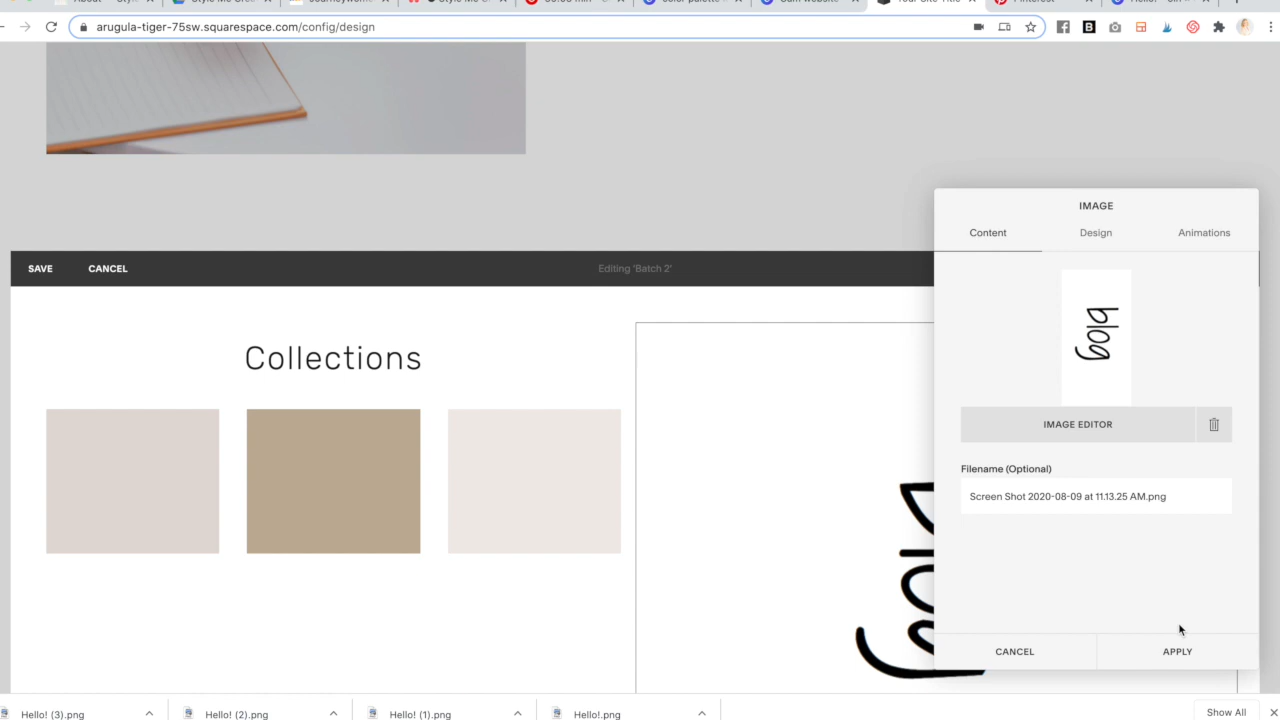 arugula-tiger-75sw.squarespace.com/config/design
IMAGE
Content Design Animations
blog
IMAGE EDITOR
Filename (Optional)
Screen Shot 2020-08-09 at 11.13.25 AM.png
CANCEL APPLY
SAVE CANCEL Editing 'Batch 2'
Collections
Hello! (3).png Hello! (2).png Hello! (1).png Hello!.png Show All